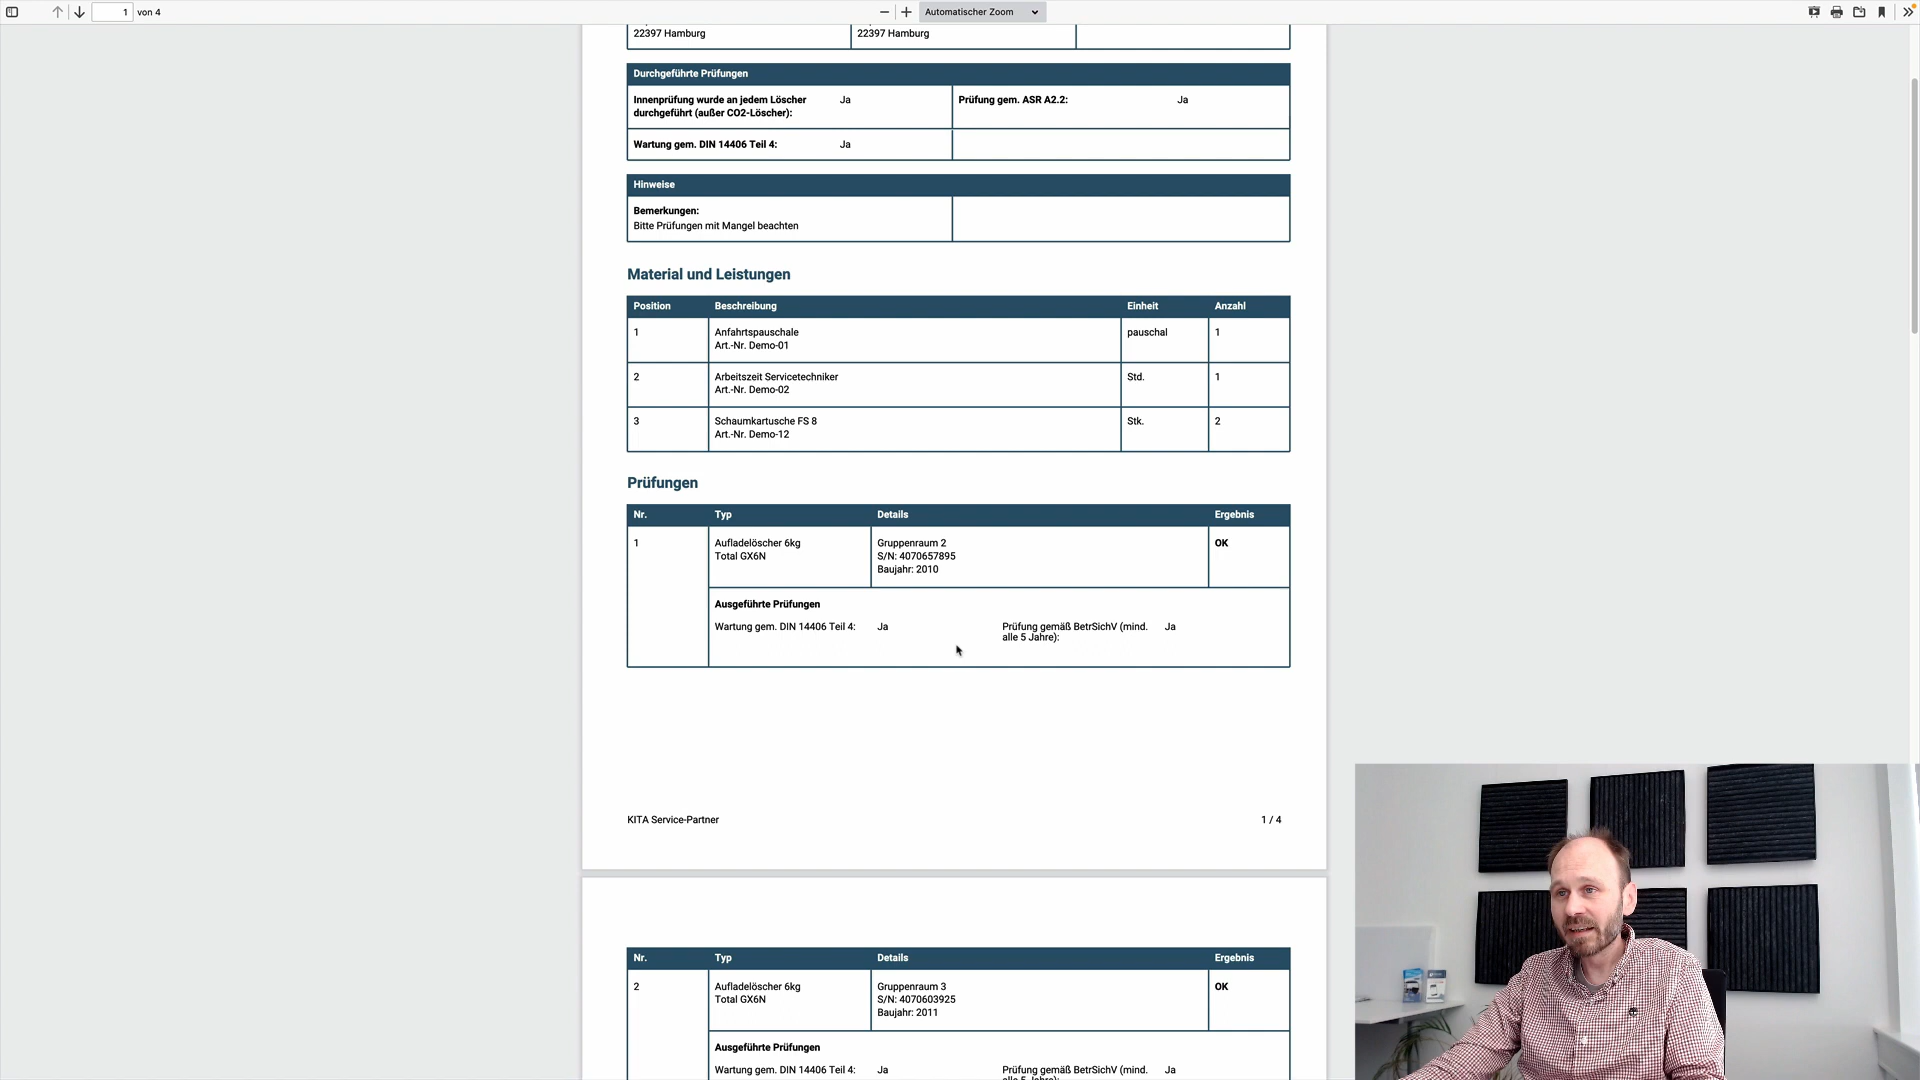 1 von 4 Automatischer Zoom
22397 Hamburg 22397 Hamburg
Durchgeführte Prüfungen
Innenprüfung wurde an jedem Löscher Ja Prüfung gem. ASR A2.2: Ja
durchgeführt (außer CO2-Löscher):
Wartung gem. DIN 14406 Teil 4: Ja
Hinweise
Bemerkungen:
Bitte Prüfungen mit Mangel beachten
Material und Leistungen
Position Beschreibung Einheit Anzahl
1 Anfahrtspauschale pauschal 1
Art.-Nr. Demo-01
2 Arbeitszeit Servicetechniker Std. 1
Art.-Nr. Demo-02
3 Schaumkartusche FS 8 Stk. 2
Art.-Nr. Demo-12
Prüfungen
Nr. Typ Details Ergebnis
1 Aufladelöscher 6kg Gruppenraum 2 OK
Total GX6N S/N: 4070657895
Baujahr: 2010
Ausgeführte Prüfungen
Wartung gem. DIN 14406 Teil 4: Ja Prüfung gemäß BetrSichV (mind. Ja
alle 5 Jahre):
KITA Service-Partner 1 / 4
Nr. Typ Details Ergebnis
2 Aufladelöscher 6kg Gruppenraum 3 OK
Total GX6N S/N: 4070603925
Baujahr: 2011
Ausgeführte Prüfungen
Wartung gem. DIN 14406 Teil 4: Ja Prüfung gemäß BetrSichV (mind. Ja